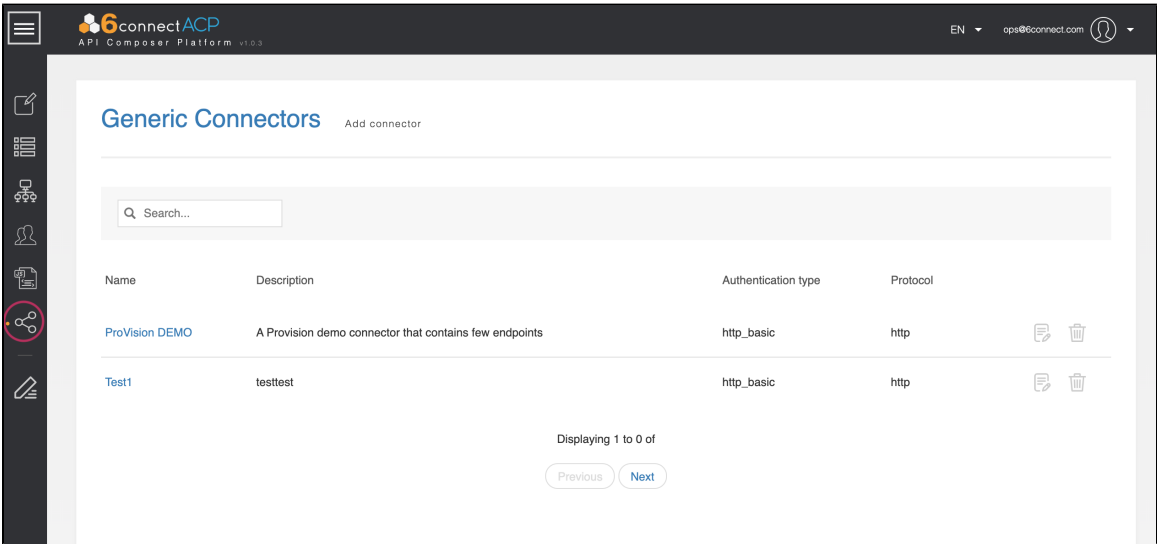 6connect ACP
API Composer Platform v1.0.3
EN
ops@6connect.com
Generic Connectors
Add connector
Search...
Name Description Authentication type Protocol
ProVision DEMO A Provision demo connector that contains few endpoints http_basic http
Test1 testtest http_basic http
Displaying 1 to 0 of
Previous Next